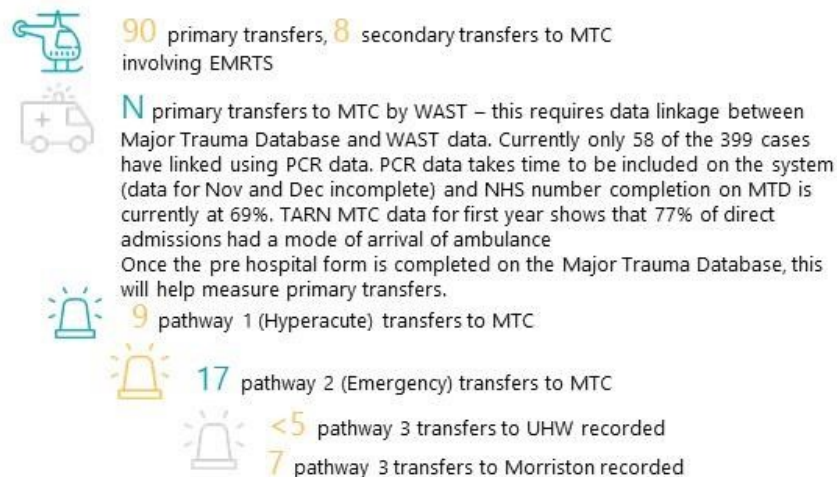 90 primary transfers, 8 secondary transfers to MTC
involving EMRTS
N primary transfers to MTC by WAST – this requires data linkage between
Major Trauma Database and WAST data. Currently only 58 of the 399 cases
have linked using PCR data. PCR data takes time to be included on the system
(data for Nov and Dec incomplete) and NHS number completion on MTD is
currently at 69%. TARN MTC data for first year shows that 77% of direct
admissions had a mode of arrival of ambulance
Once the pre hospital form is completed on the Major Trauma Database, this
will help measure primary transfers.
9 pathway 1 (Hyperacute) transfers to MTC
17 pathway 2 (Emergency) transfers to MTC
<5 pathway 3 transfers to UHW recorded
7 pathway 3 transfers to Morriston recorded